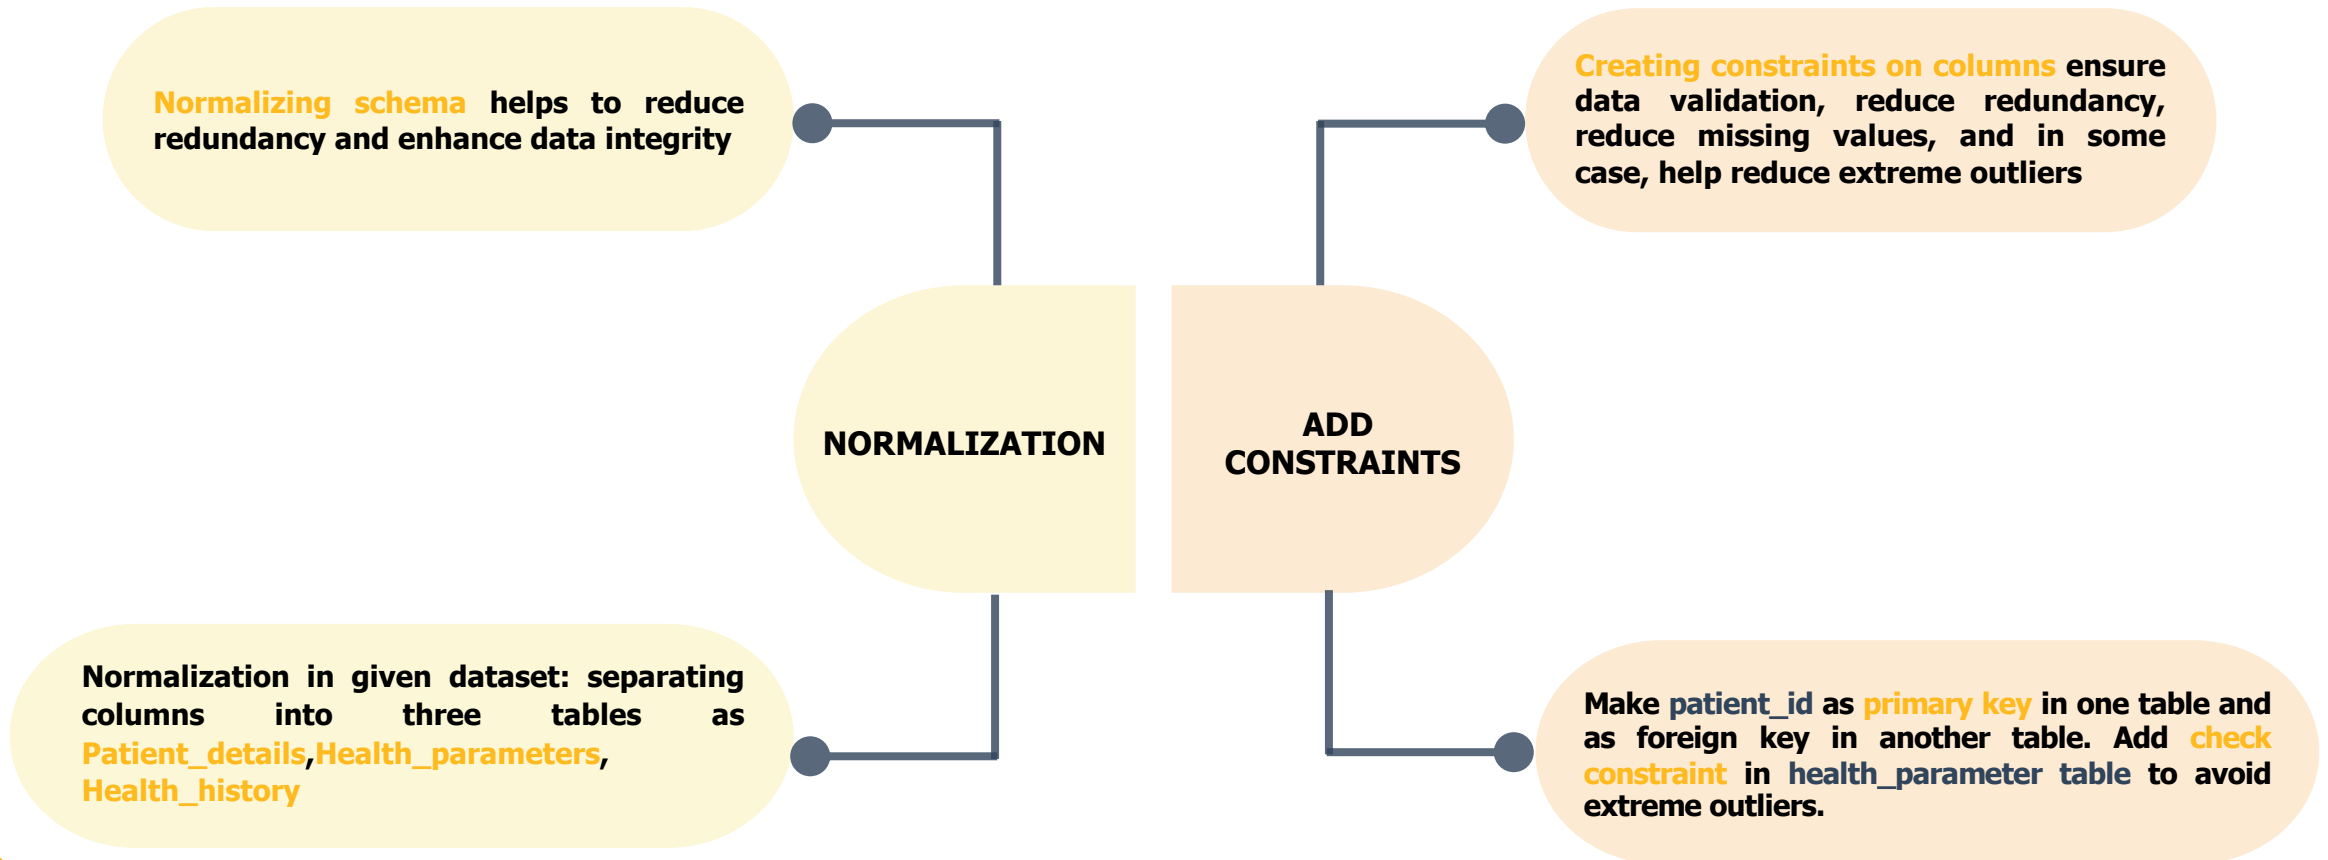 Normalizing schema helps to reduce
redundancy and enhance data integrity
Creating constraints on columns ensure
data validation, reduce redundancy,
reduce missing values, and in some
case, help reduce extreme outliers
NORMALIZATION
ADD
CONSTRAINTS
Normalization in given dataset: separating
columns into three tables as
Patient_details,Health_parameters,
Health_history
Make patient_id as primary key in one table and
as foreign key in another table. Add check
constraint in health_parameter table to avoid
extreme outliers.